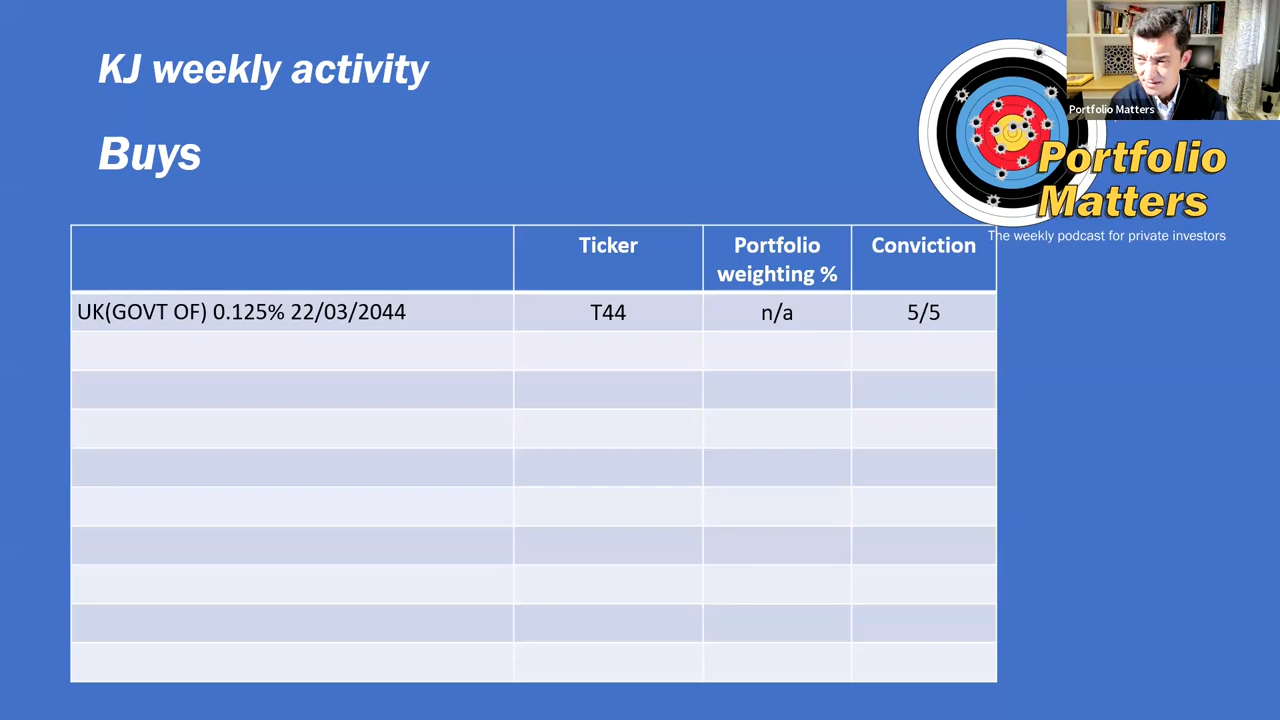 KJ weekly activity
Buys
Portfolio Matters
Portfolio
Matters
The weekly podcast for private investors
Ticker
Portfolio
weighting %
Conviction
UK(GOVT OF) 0.125% 22/03/2044
T44
n/a
5/5